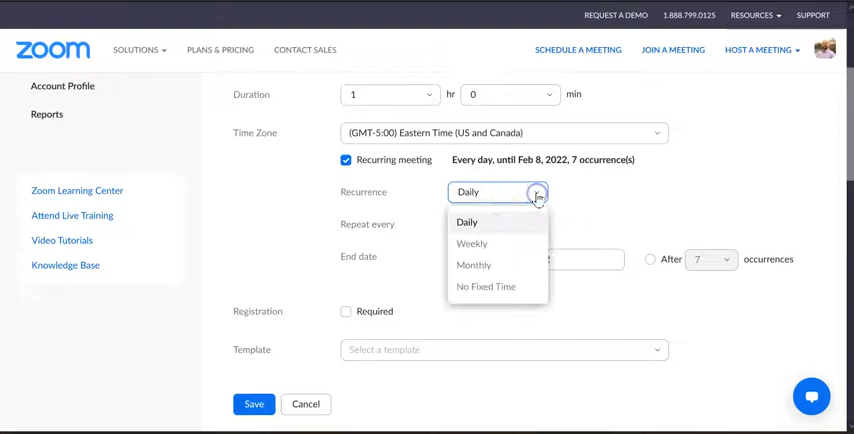 REQUEST A DEMO 1.888.799.0125 RESOURCES SUPPORT
zoom SOLUTIONS PLANS & PRICING CONTACT SALES SCHEDULE A MEETING JOIN A MEETING HOST A MEETING
Account Profile
Reports
Zoom Learning Center
Attend Live Training
Video Tutorials
Knowledge Base
Duration 1 hr 0 min
Time Zone (GMT-5:00) Eastern Time (US and Canada)
Recurring meeting Every day, until Feb 8, 2022, 7 occurrence(s)
Recurrence Daily
Daily
Weekly
Monthly
No Fixed Time
Repeat every
End date After 7 occurrences
Registration Required
Template Select a template
Save Cancel